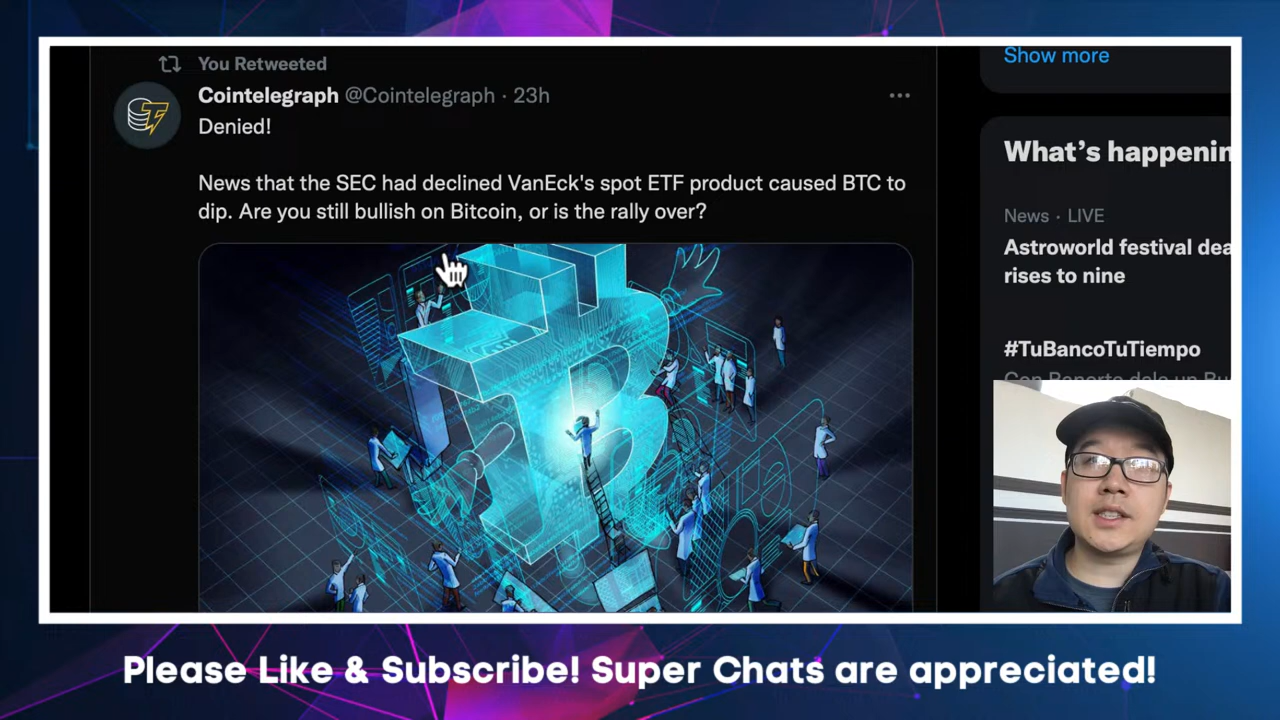 You Retweeted
Cointelegraph @Cointelegraph · 23h
Denied!
News that the SEC had declined VanEck's spot ETF product caused BTC to
dip. Are you still bullish on Bitcoin, or is the rally over?
Show more
What's happenin
News · LIVE
Astroworld festival dea
rises to nine
#TuBancoTuTiempo
Please Like & Subscribe! Super Chats are appreciated!